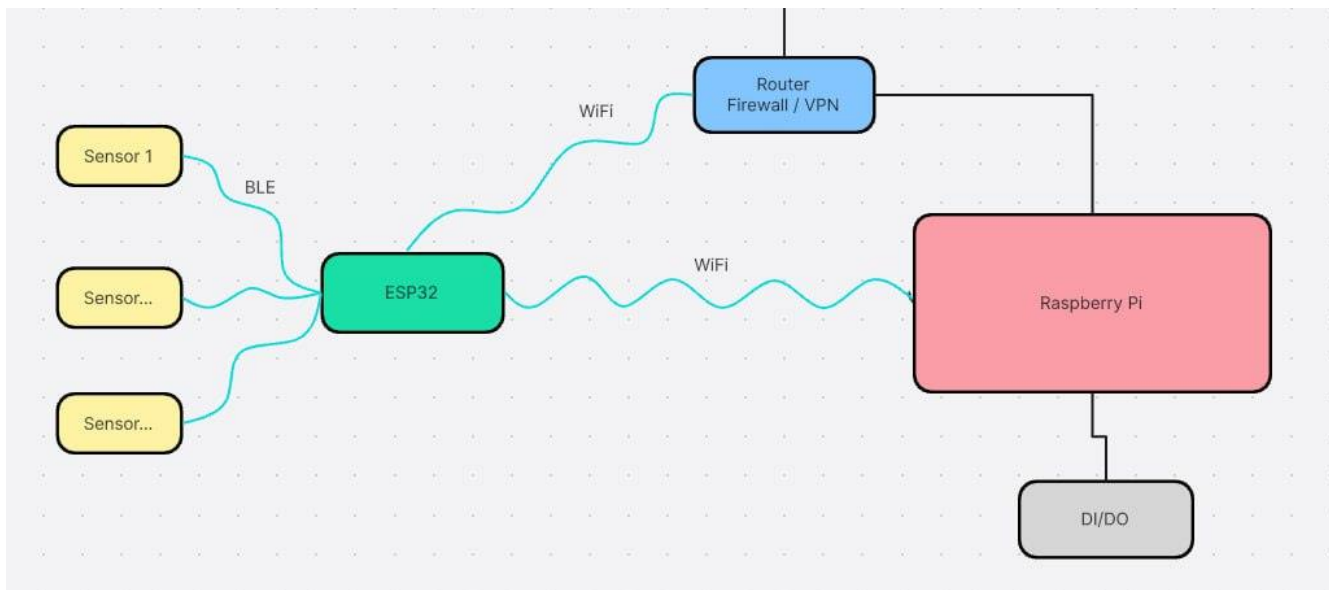 Router
Firewall / VPN
WiFi
Sensor 1
BLE
Sensor...
ESP32
WiFi
Raspberry Pi
Sensor...
DI/DO